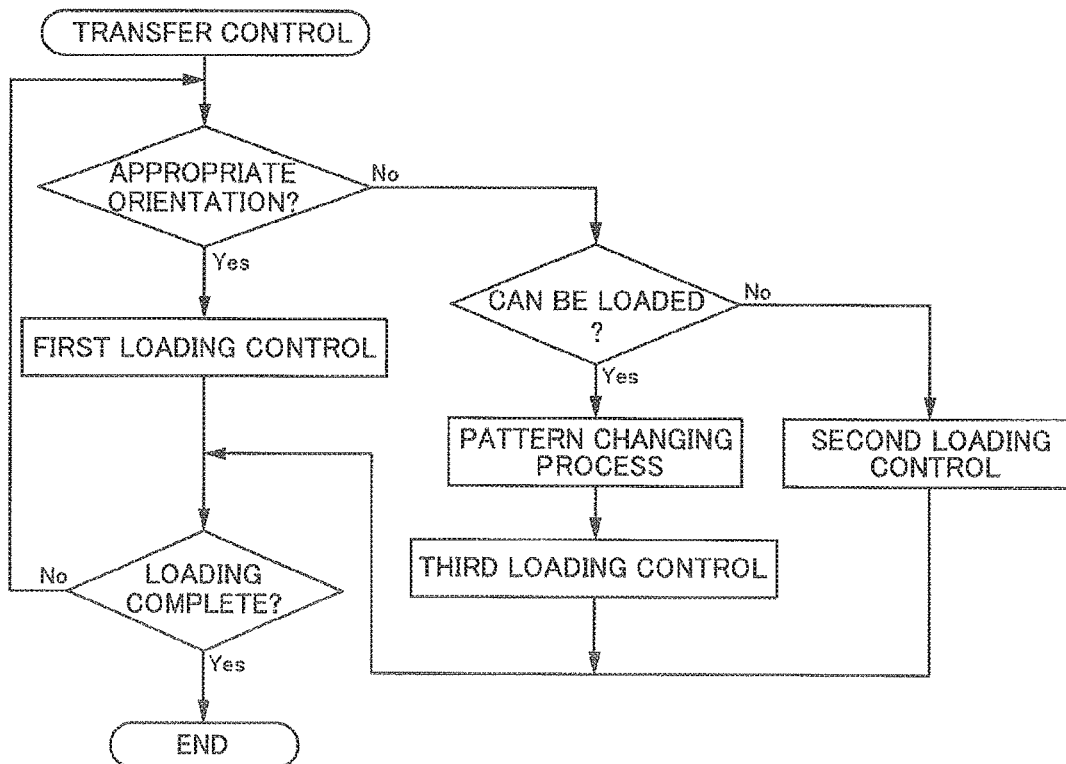 TRANSFER CONTROL
APPROPRIATE
ORIENTATION?
No
Yes
CAN BE LOADED
?
No
Yes
FIRST LOADING CONTROL
PATTERN CHANGING
PROCESS
SECOND LOADING
CONTROL
THIRD LOADING CONTROL
LOADING
COMPLETE?
No
Yes
END